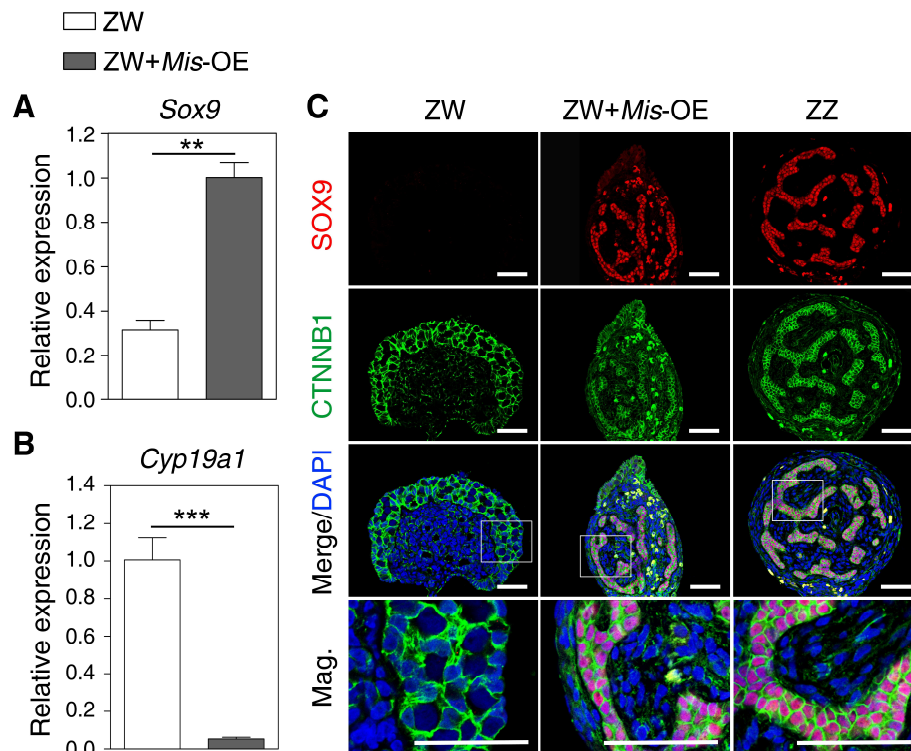 ZW
ZW+Mis-OE
A
Sox9
Relative expression
1.2
1.0
0.8
0.6
0.4
0.2
0.0
**
B
Cyp19a1
Relative expression
1.4
1.2
1.0
0.8
0.6
0.4
0.2
0.0
***
C
ZW ZW+Mis-OE ZZ
SOX9
CTNNB1
Merge/DAPI
Mag.